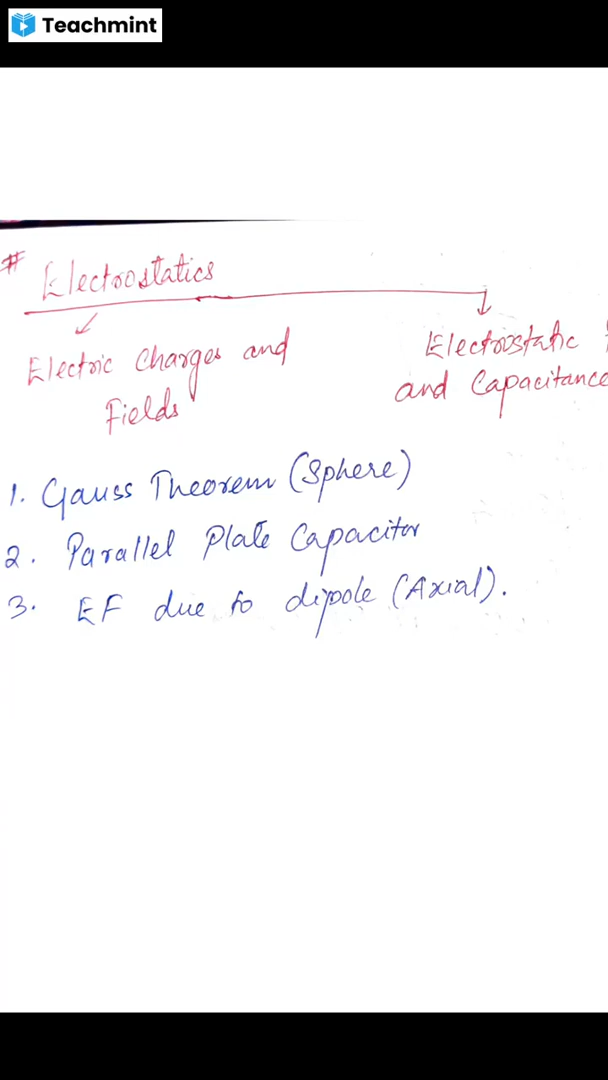 Teachmint
# Electrostatics
Electric Charges and
Fields
Electrostatic
and Capacitance
1. Gauss Theorem (Sphere)
2. Parallel Plate Capacitor
3. EF due to dipole (Axial).